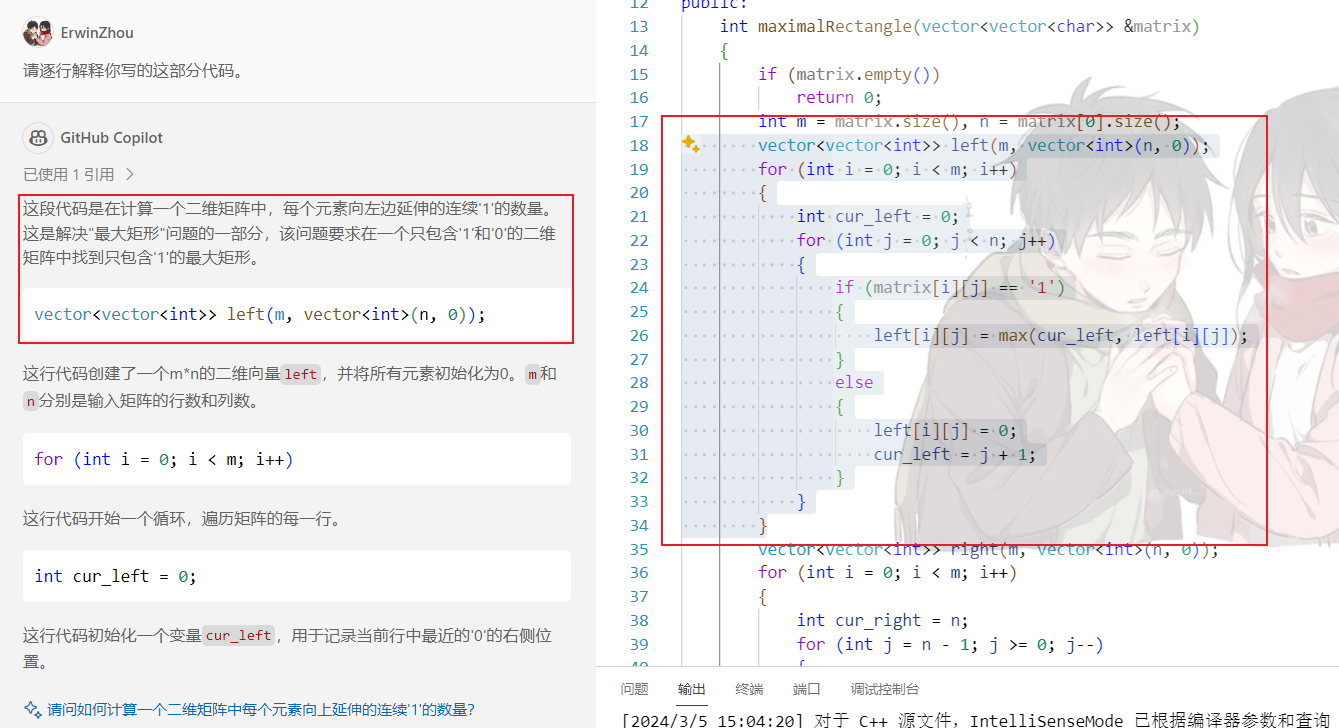 ErwinZhou
请逐行解释你写的这部分代码。
GitHub Copilot
已使用 1 引用
这段代码是在计算一个二维矩阵中，每个元素向左边延伸的连续'1'的数量。
这是解决"最大矩形"问题的一部分，该问题要求在一个只包含'1'和'0'的二维
矩阵中找到只包含'1'的最大矩形。
vector<vector<int>> left(m, vector<int>(n, 0));
这行代码创建了一个m*n的二维向量left，并将所有元素初始化为0。m和
n分别是输入矩阵的行数和列数。
for (int i = 0; i < m; i++)
这行代码开始一个循环，遍历矩阵的每一行。
int cur_left = 0;
这行代码初始化一个变量cur_left，用于记录当前行中最近的'0'的右侧位
置。
请问如何计算一个二维矩阵中每个元素向上延伸的连续'1'的数量?
12 public:
13 int maximalRectangle(vector<vector<char>> &matrix)
14 {
15 if (matrix.empty())
16 return 0;
17 int m = matrix.size(), n = matrix[0].size();
18 vector<vector<int>> left(m, vector<int>(n, 0));
19 for (int i = 0; i < m; i++)
20 {
21 int cur_left = 0;
22 for (int j = 0; j < n; j++)
23 {
24 if (matrix[i][j] == '1')
25 {
26 left[i][j] = max(cur_left, left[i][j]);
27 }
28 else
29 {
30 left[i][j] = 0;
31 cur_left = j + 1;
32 }
33 }
34 }
35 vector<vector<int>> right(m, vector<int>(n, 0));
36 for (int i = 0; i < m; i++)
37 {
38 int cur_right = n;
39 for (int j = n - 1; j >= 0; j--)
40 {
问题 输出 终端 端口 调试控制台
[2024/3/5 15:04:20] 对于 C++ 源文件，IntelliSenseMode 已根据编译器参数和查询